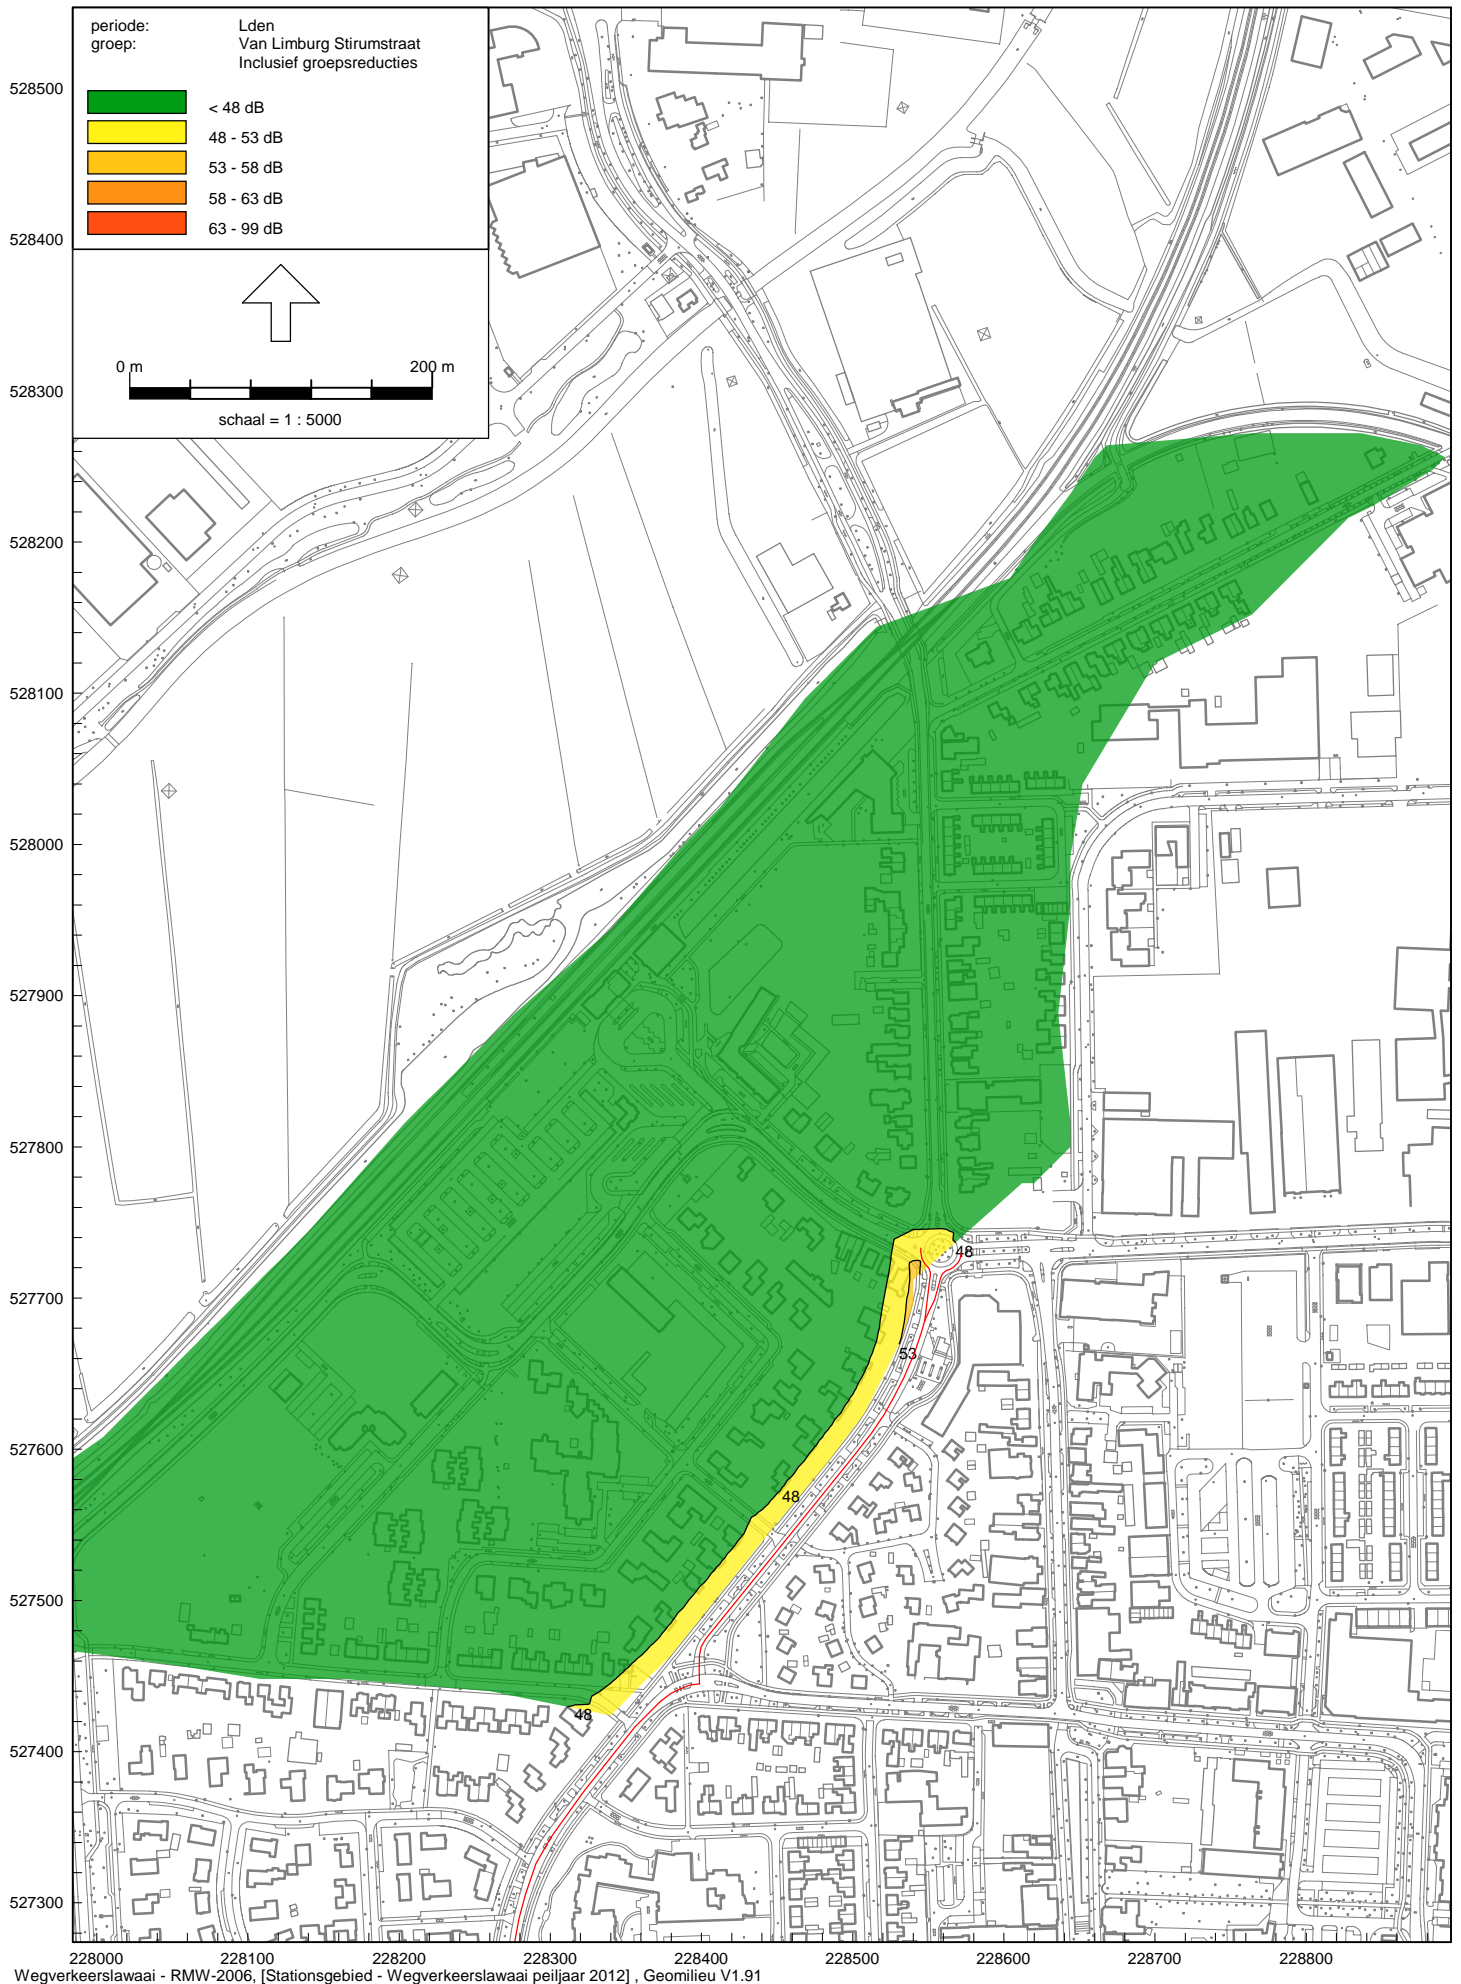 periode: Lden
groep: Van Limburg Stirumstraat
Inclusief groepsreducties
< 48 dB
48 - 53 dB
53 - 58 dB
58 - 63 dB
63 - 99 dB
0 m 200 m
schaal = 1 : 5000
528500
528400
528300
528200
528100
528000
527900
527800
527700
527600
527500
527400
527300
48
53
48
48
228000 228100 228200 228300 228400 228500 228600 228700 228800
Wegverkeerslawaai - RMW-2006, [Stationsgebied - Wegverkeerslawaai peiljaar 2012] , Geomilieu V1.91